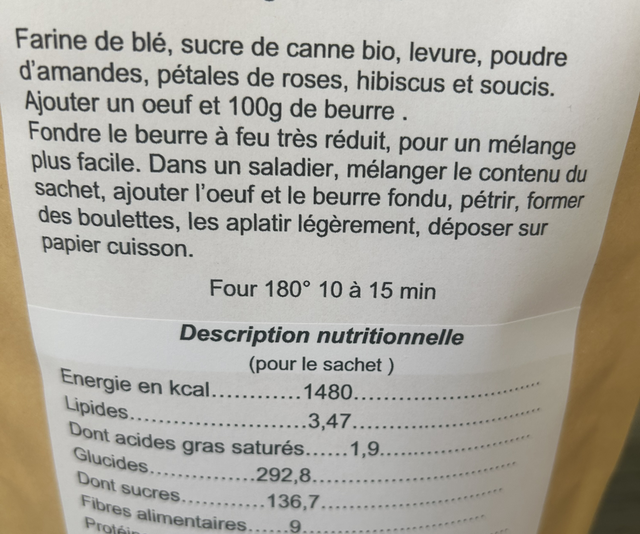 Farine de blé, sucre de canne bio, levure, poudre
d'amandes, pétales de roses, hibiscus et soucis.
Ajouter un oeuf et 100g de beurre .
Fondre le beurre à feu très réduit, pour un mélange
plus facile. Dans un saladier, mélanger le contenu du
sachet, ajouter l'oeuf et le beurre fondu, pétrir, former
des boulettes, les aplatir légèrement, déposer sur
papier cuisson.
Four 180° 10 à 15 min
Description nutritionnelle
(pour le sachet )
Energie en kcal............1480..................................
Lipides........................3,47..................................
Dont acides gras saturés......1,9..........................
Glucides..................292,8..................................
Dont sucres............136,7..................................
Fibres alimentaires......9..................................